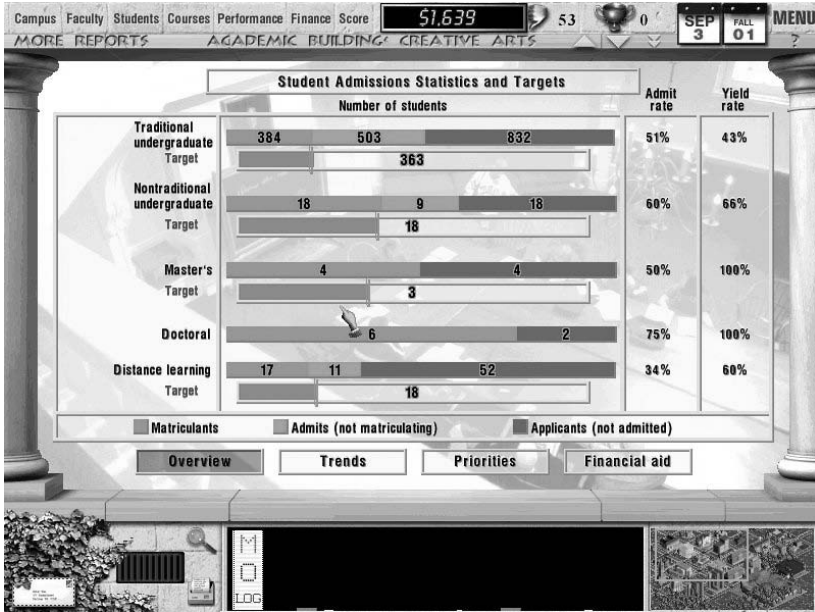 Campus Faculty Students Courses Performance Finance Score $1,639 53 0 SEP 3 FALL 01 MENU
MORE REPORTS ACADEMIC BUILDING: CREATIVE ARTS ?
Student Admissions Statistics and Targets
Number of students Admit rate Yield rate
Traditional undergraduate 384 503 832 51% 43%
Target 363
Nontraditional undergraduate 18 9 18 60% 66%
Target 18
Master's 4 4 50% 100%
Target 3
Doctoral 6 2 75% 100%
Distance learning 17 11 52 34% 60%
Target 18
Matriculants Admits (not matriculating) Applicants (not admitted)
Overview Trends Priorities Financial aid
M
O
LOG